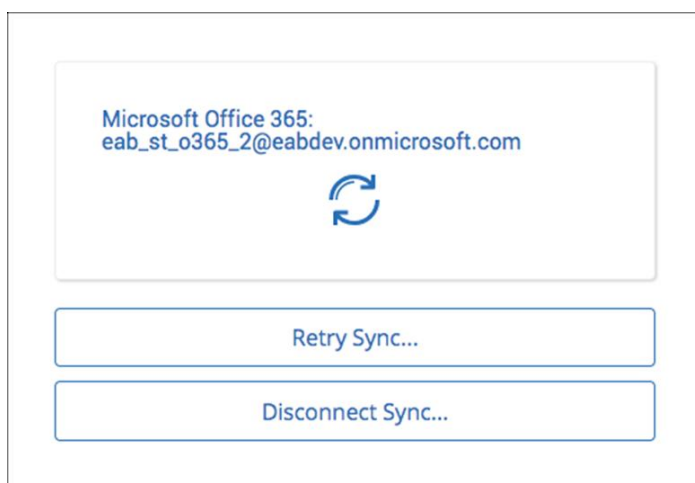 Microsoft Office 365:
eab_st_o365_2@eabdev.onmicrosoft.com
Retry Sync...
Disconnect Sync...